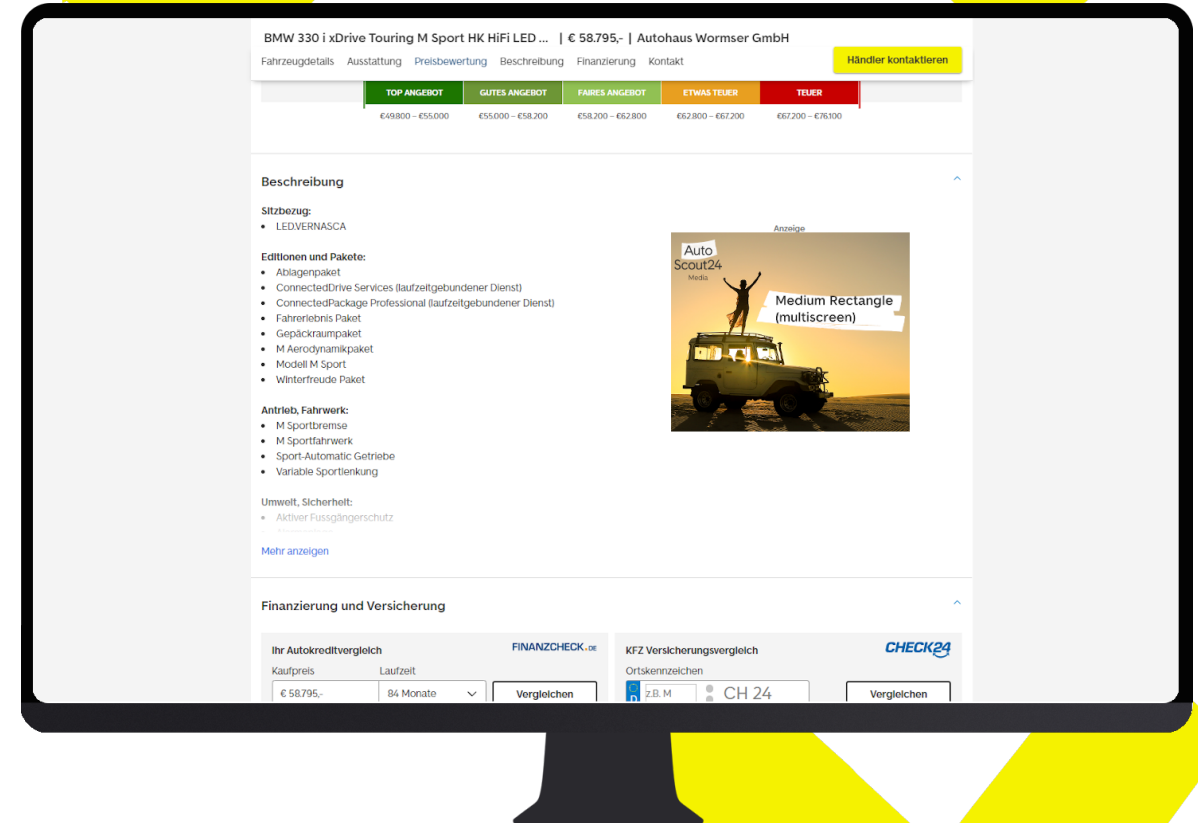 BMW 330 i xDrive Touring M Sport HK HiFi LED ... | € 58.795,- | Autohaus Wormser GmbH
Fahrzeugdetails Ausstattung Preisbewertung Beschreibung Finanzierung Kontakt
Händler kontaktieren
TOP ANGEBOT GUTES ANGEBOT FAIRES ANGEBOT ETWAS TEUER TEUER
€49.800 – €55.000 €55.000 – €58.200 €58.200 – €62.800 €62.800 – €67.200 €67.200 – €76.100
Beschreibung
Sitzbezug:
• LED.VERNASCA
Editionen und Pakete:
• Ablagenpaket
• ConnectedDrive Services (laufzeitgebundener Dienst)
• ConnectedPackage Professional (laufzeitgebundener Dienst)
• Fahrerlebnis Paket
• Gepäckraumpaket
• M Aerodynamikpaket
• Modell M Sport
• Winterfreude Paket
Antrieb, Fahrwerk:
• M Sportbremse
• M Sportfahrwerk
• Sport-Automatic Getriebe
• Variable Sportlenkung
Umwelt, Sicherheit:
• Aktiver Fussgängerschutz
Mehr anzeigen
Anzeige
Auto
Scout24
Media
Medium Rectangle
(multiscreen)
Finanzierung und Versicherung
Ihr Autokreditvergleich
FINANZCHECK.DE
Kaufpreis Laufzeit
€ 58.795,- 84 Monate Vergleichen
KFZ Versicherungsvergleich
CHECK24
Ortskennzeichen
D z.B. M CH 24 Vergleichen